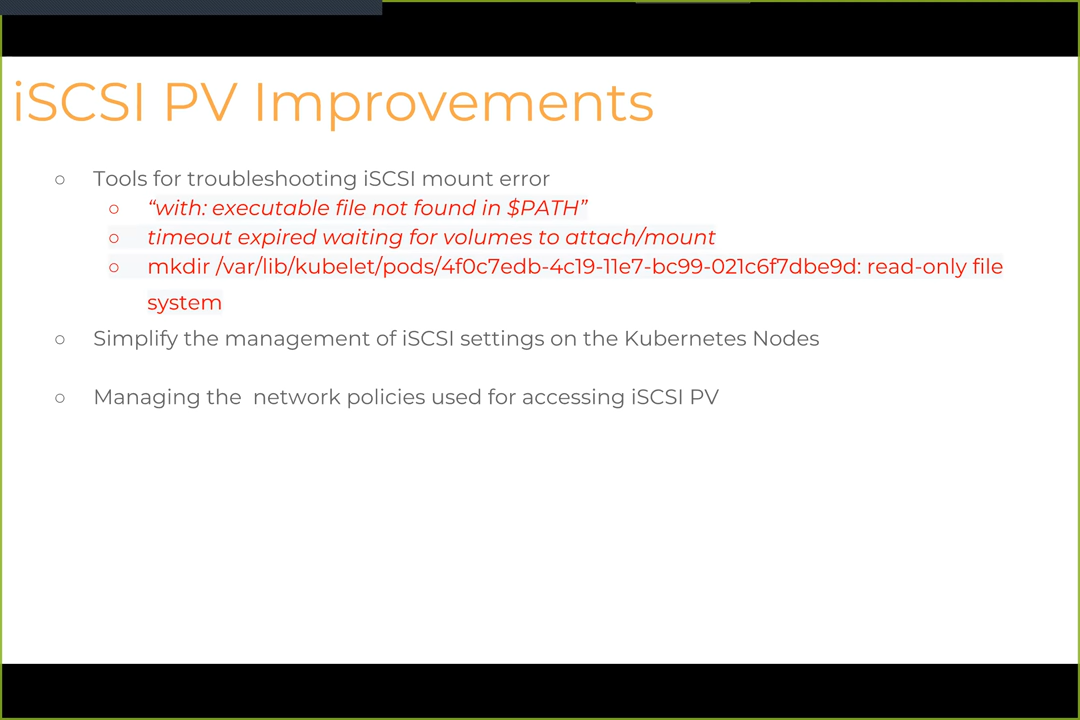 iSCSI PV Improvements
○ Tools for troubleshooting iSCSI mount error
○ “with: executable file not found in $PATH”
○ timeout expired waiting for volumes to attach/mount
○ mkdir /var/lib/kubelet/pods/4f0c7edb-4c19-11e7-bc99-021c6f7dbe9d: read-only file
system
○ Simplify the management of iSCSI settings on the Kubernetes Nodes
○ Managing the  network policies used for accessing iSCSI PV